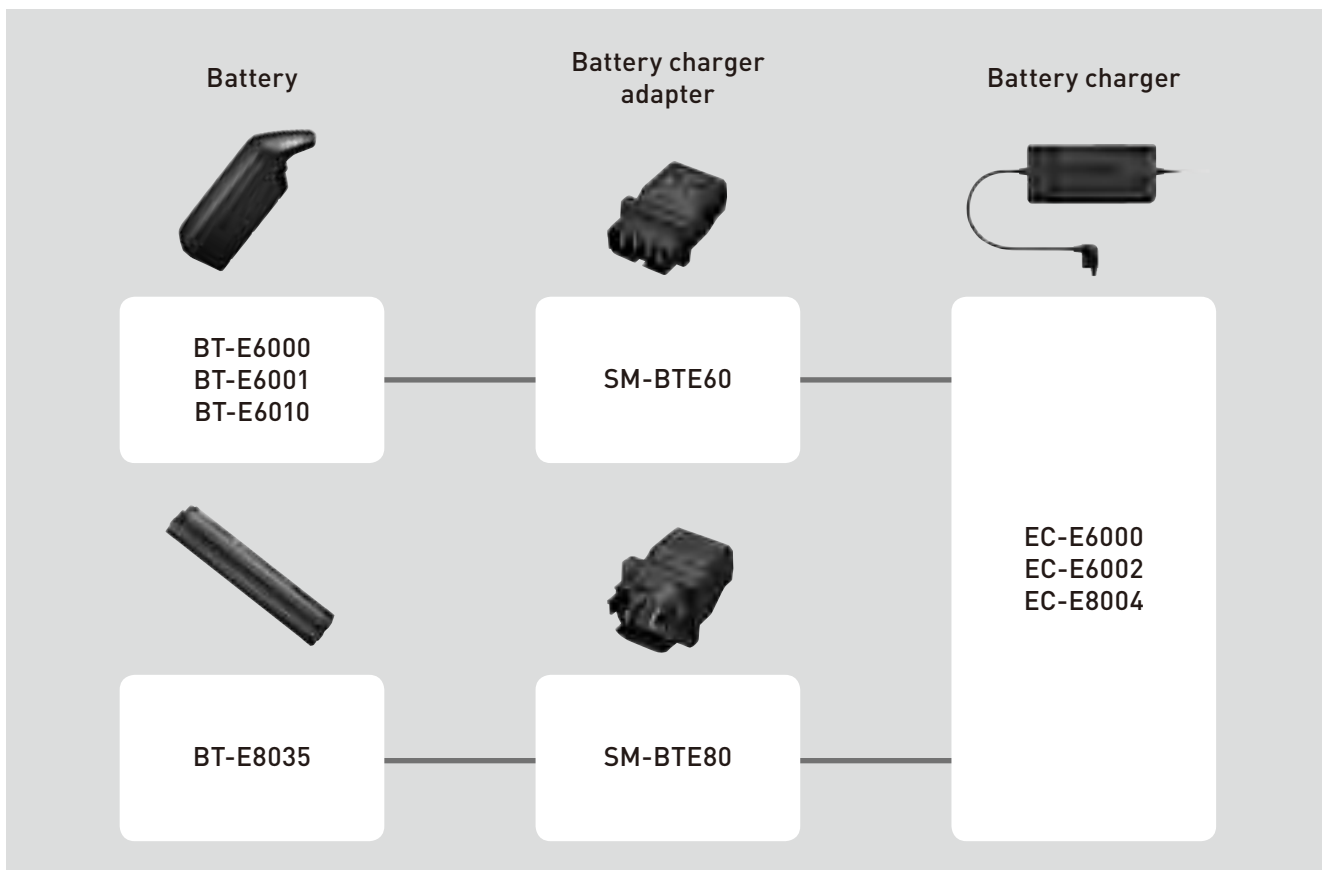 Battery
Battery charger
adapter
Battery charger
BT-E6000
BT-E6001
BT-E6010
SM-BTE60
EC-E6000
EC-E6002
EC-E8004
BT-E8035
SM-BTE80